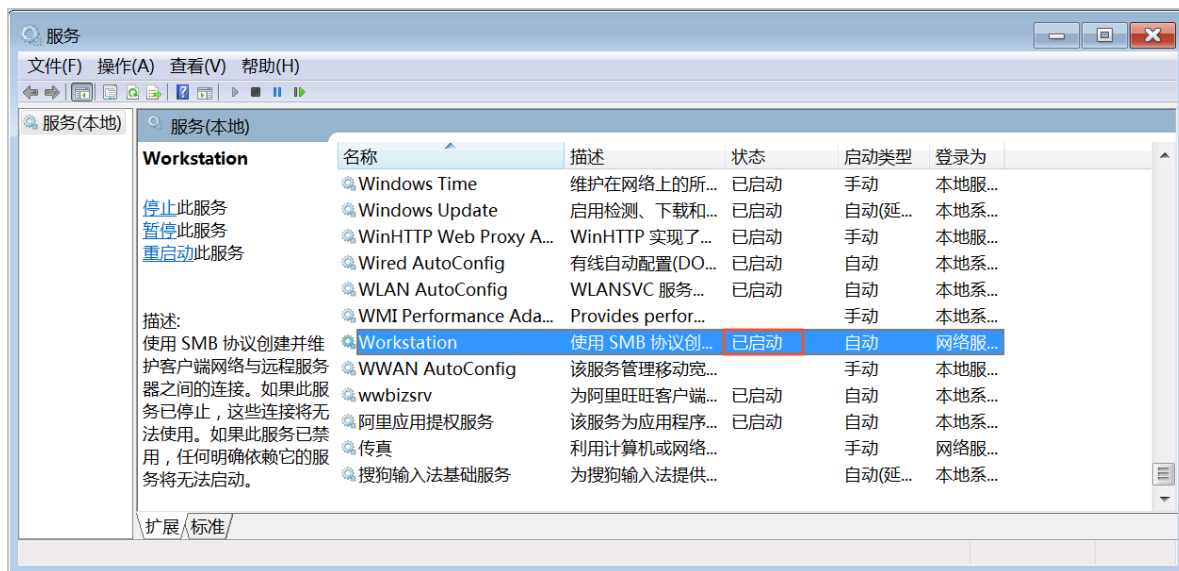 服务
文件(F) 操作(A) 查看(V) 帮助(H)
服务(本地)
服务(本地)
Workstation
停止此服务
暂停此服务
重启动此服务
描述:
使用 SMB 协议创建并维
护客户端网络与远程服务
器之间的连接。如果此服
务已停止，这些连接将无
法使用。如果此服务已禁
用，任何明确依赖它的服
务将无法启动。
名称 描述 状态 启动类型 登录为
Windows Time 维护在网络上的所... 已启动 手动 本地服...
Windows Update 启用检测、下载和... 已启动 自动(延... 本地系...
WinHTTP Web Proxy A... WinHTTP 实现了... 已启动 手动 本地服...
Wired AutoConfig 有线自动配置(DO... 已启动 自动 本地系...
WLAN AutoConfig WLANSVC 服务... 已启动 自动 本地系...
WMI Performance Ada... Provides perfor... 手动 本地系...
Workstation 使用 SMB 协议创... 已启动 自动 网络服...
WWAN AutoConfig 该服务管理移动宽... 手动 本地服...
wwbizsrv 为阿里旺旺客户端... 已启动 自动 本地系...
阿里应用提权服务 该服务为应用程序... 已启动 自动 本地系...
传真 利用计算机或网络... 手动 网络服...
搜狗输入法基础服务 为搜狗输入法提供... 自动(延... 本地系...
扩展 标准